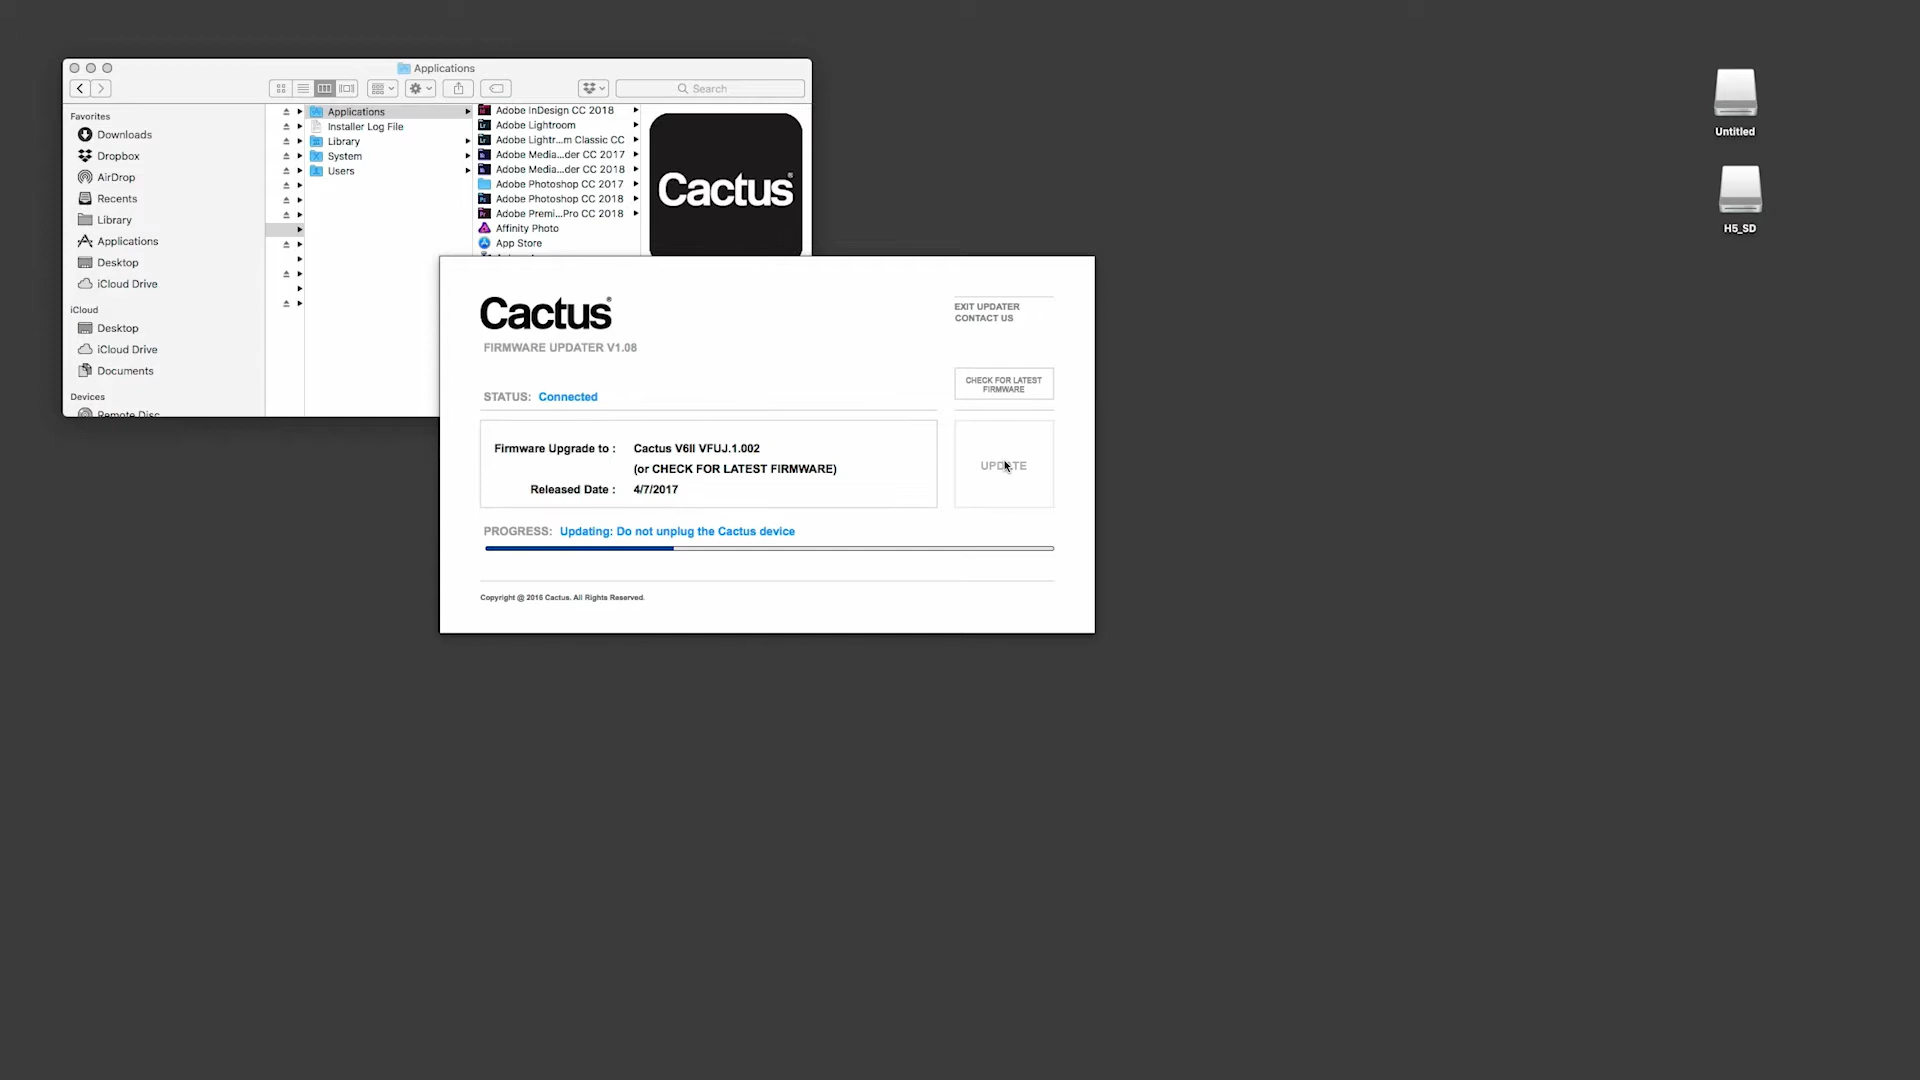 Applications
Search
Favorites
Downloads
Dropbox
AirDrop
Recents
Library
Applications
Desktop
iCloud Drive
iCloud
Desktop
iCloud Drive
Documents
Devices
Remote Disc
Applications
Installer Log File
Library
System
Users
Adobe InDesign CC 2018
Adobe Lightroom
Adobe Lightr...m Classic CC
Adobe Media...der CC 2017
Adobe Media...der CC 2018
Adobe Photoshop CC 2017
Adobe Photoshop CC 2018
Adobe Premi...Pro CC 2018
Affinity Photo
App Store
Cactus®
Untitled
H5_SD
Cactus®
FIRMWARE UPDATER V1.08
EXIT UPDATER
CONTACT US
CHECK FOR LATEST
FIRMWARE
STATUS: Connected
Firmware Upgrade to : Cactus V6II VFUJ.1.002
(or CHECK FOR LATEST FIRMWARE)
Released Date : 4/7/2017
UPDATE
PROGRESS: Updating: Do not unplug the Cactus device
Copyright @ 2016 Cactus. All Rights Reserved.